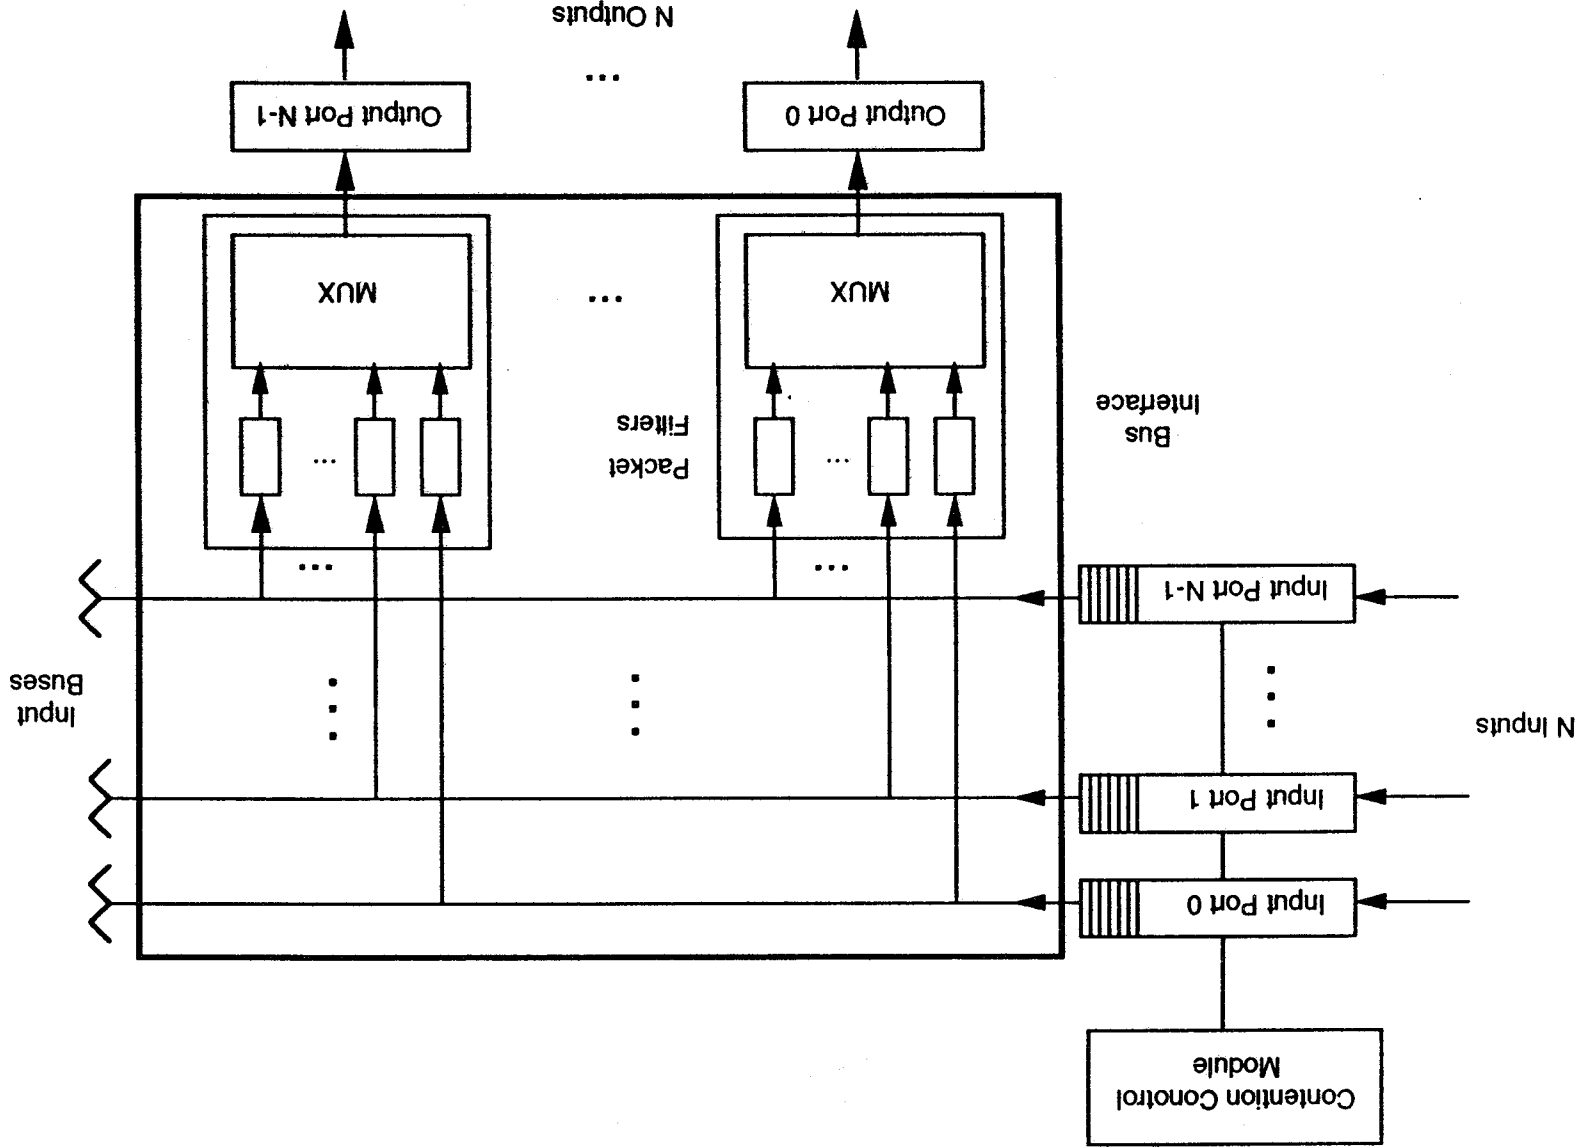 Contention Conotrol
Module
Input Port 0
Input Port 1
N Inputs
Input Port N-1
Input
Buses
Bus
Interface
Packet
Filters
...
...
...
...
MUX
...
MUX
Output Port 0
...
Output Port N-1
N Outputs